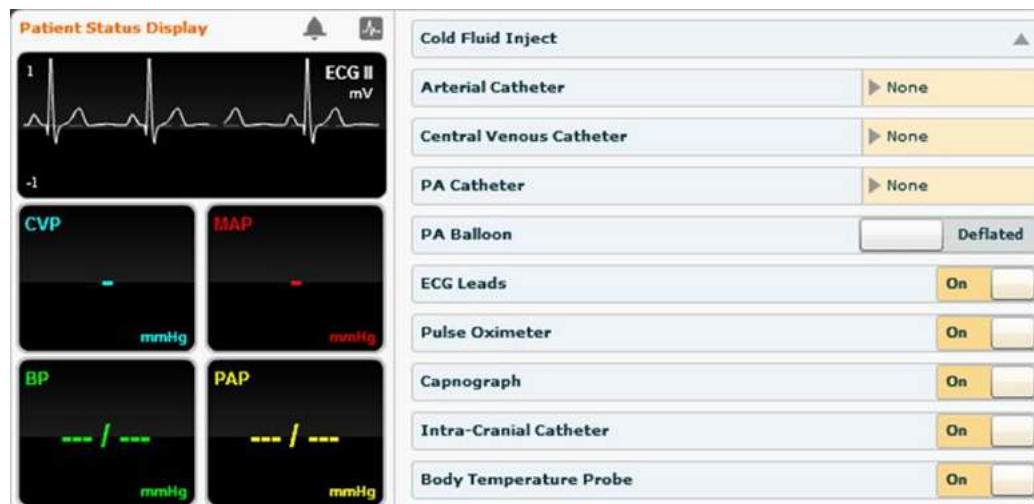 Patient Status Display
1
ECG II
mV
-1
CVP
-
mmHg
MAP
-
mmHg
BP
--- / ---
mmHg
PAP
--- / ---
mmHg
Cold Fluid Inject
Arterial Catheter
None
Central Venous Catheter
None
PA Catheter
None
PA Balloon
Deflated
ECG Leads
On
Pulse Oximeter
On
Capnograph
On
Intra-Cranial Catheter
On
Body Temperature Probe
On